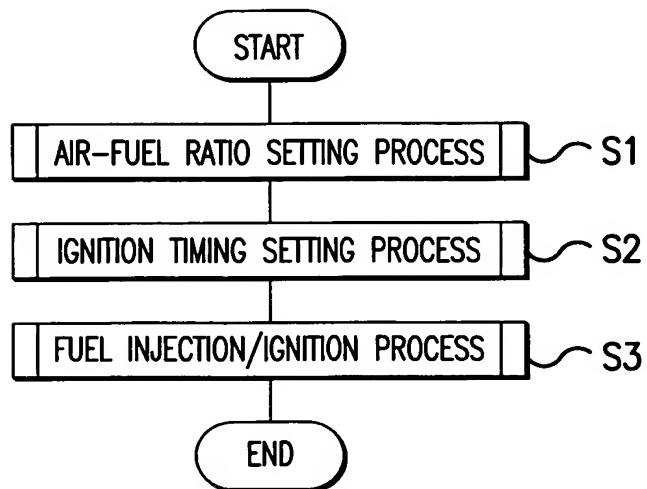 START
AIR-FUEL RATIO SETTING PROCESS
S1
IGNITION TIMING SETTING PROCESS
S2
FUEL INJECTION/IGNITION PROCESS
S3
END